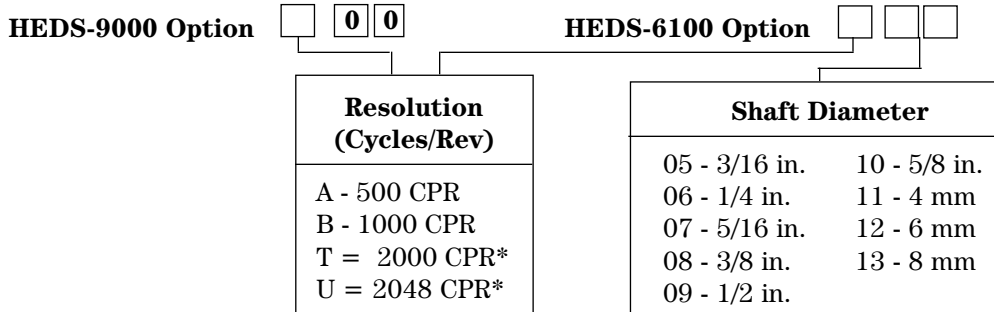 HEDS-9000 Option 0 0 HEDS-6100 Option
Resolution
(Cycles/Rev)
A - 500 CPR
B - 1000 CPR
T = 2000 CPR*
U = 2048 CPR*
Shaft Diameter
05 - 3/16 in. 10 - 5/8 in.
06 - 1/4 in. 11 - 4 mm
07 - 5/16 in. 12 - 6 mm
08 - 3/8 in. 13 - 8 mm
09 - 1/2 in.